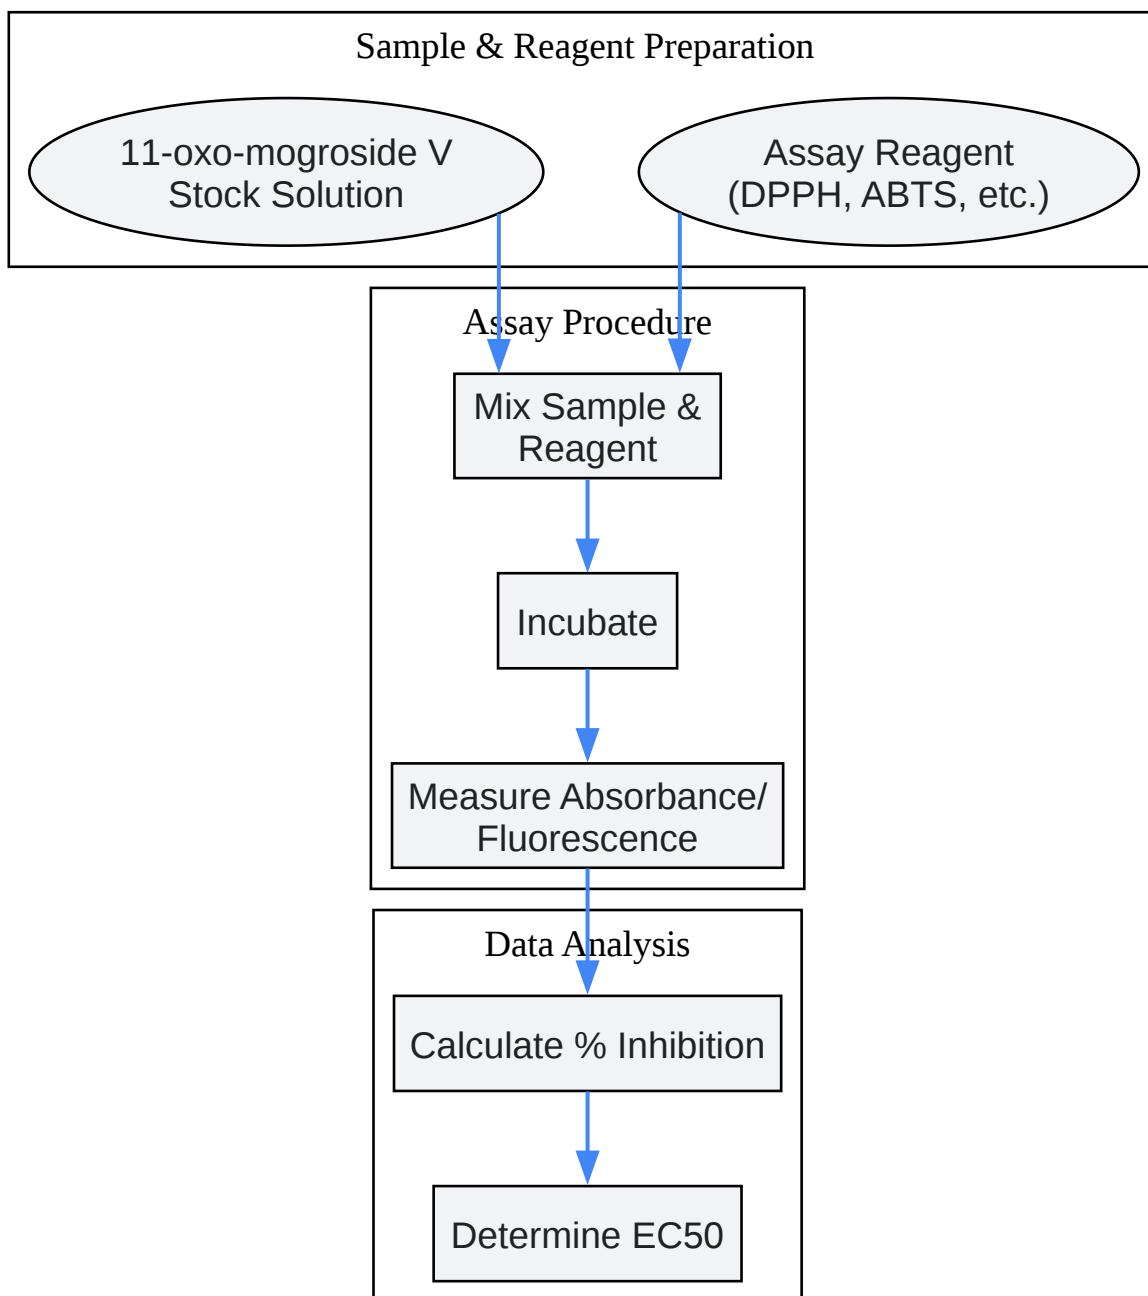 Sample & Reagent Preparation
11-oxo-mogroside V
Stock Solution
Assay Reagent
(DPPH, ABTS, etc.)
Assay Procedure
Mix Sample &
Reagent
Incubate
Measure Absorbance/
Fluorescence
Data Analysis
Calculate % Inhibition
Determine EC50